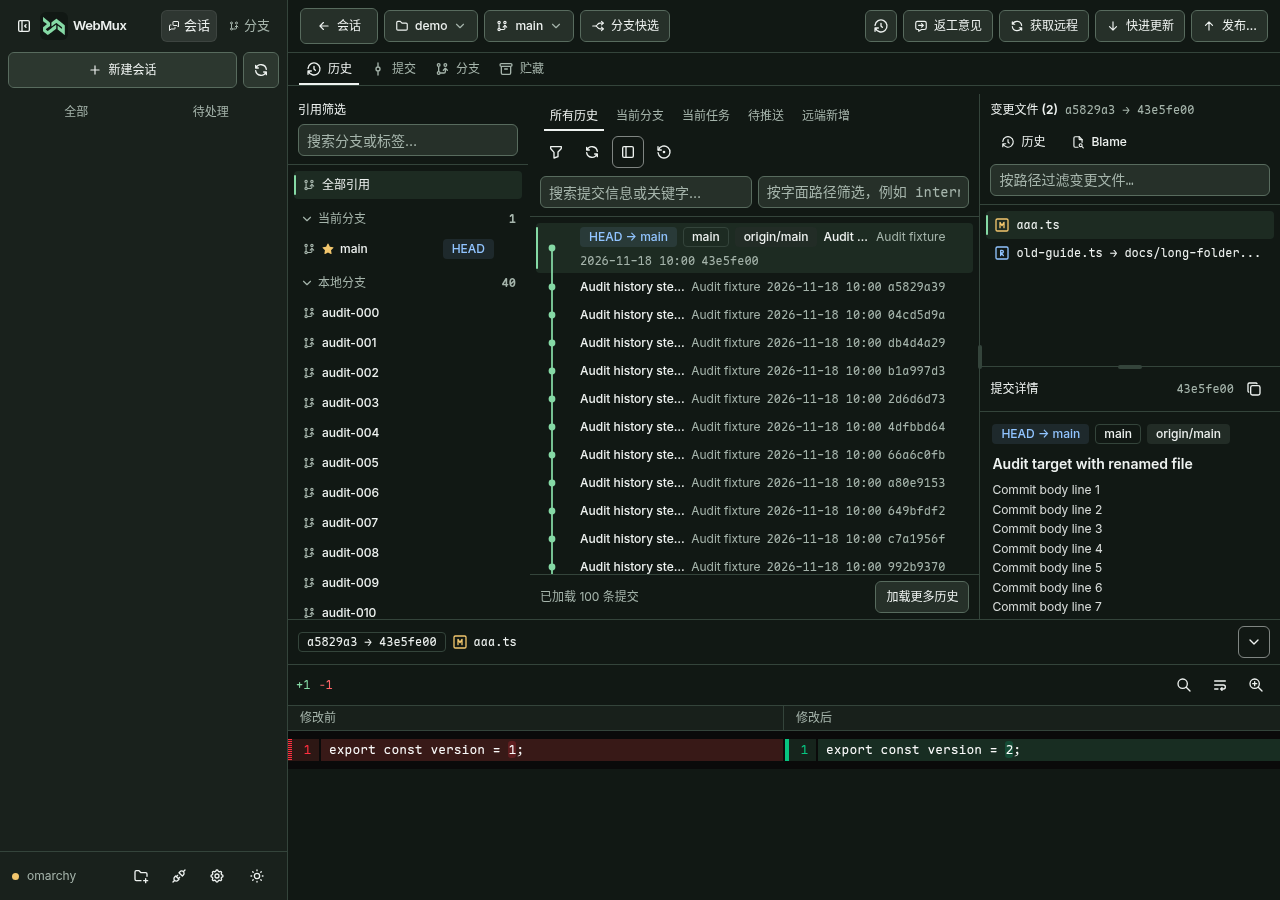 WebMux
会话
分支
新建会话
全部
待处理
omarchy
会话
demo
main
分支快选
返工意见
获取远程
快进更新
发布...
历史
提交
分支
贮藏
引用筛选
搜索分支或标签...
全部引用
当前分支 1
main HEAD
本地分支 40
audit-000
audit-001
audit-002
audit-003
audit-004
audit-005
audit-006
audit-007
audit-008
audit-009
audit-010
所有历史 当前分支 当前任务 待推送 远端新增
搜索提交信息或关键字...
按字面路径筛选，例如 intern
HEAD → main main origin/main Audit ... Audit fixture
2026-11-18 10:00 43e5fe00
Audit history ste... Audit fixture 2026-11-18 10:00 a5829a39
Audit history ste... Audit fixture 2026-11-18 10:00 04cd5d9a
Audit history ste... Audit fixture 2026-11-18 10:00 db4d4a29
Audit history ste... Audit fixture 2026-11-18 10:00 b1a997d3
Audit history ste... Audit fixture 2026-11-18 10:00 2d6d6d73
Audit history ste... Audit fixture 2026-11-18 10:00 4dfbbd64
Audit history ste... Audit fixture 2026-11-18 10:00 66a6c0fb
Audit history ste... Audit fixture 2026-11-18 10:00 a80e9153
Audit history ste... Audit fixture 2026-11-18 10:00 649bfdf2
Audit history ste... Audit fixture 2026-11-18 10:00 c7a1956f
Audit history ste... Audit fixture 2026-11-18 10:00 992b9370
已加载 100 条提交
加载更多历史
变更文件 (2) a5829a3 → 43e5fe00
历史
Blame
按路径过滤变更文件…
M aaa.ts
R old-guide.ts → docs/long-folder...
提交详情 43e5fe00
HEAD → main main origin/main
Audit target with renamed file
Commit body line 1
Commit body line 2
Commit body line 3
Commit body line 4
Commit body line 5
Commit body line 6
Commit body line 7
a5829a3 → 43e5fe00 M aaa.ts
+1 -1
修改前
修改后
1 export const version = 1;
1 export const version = 2;